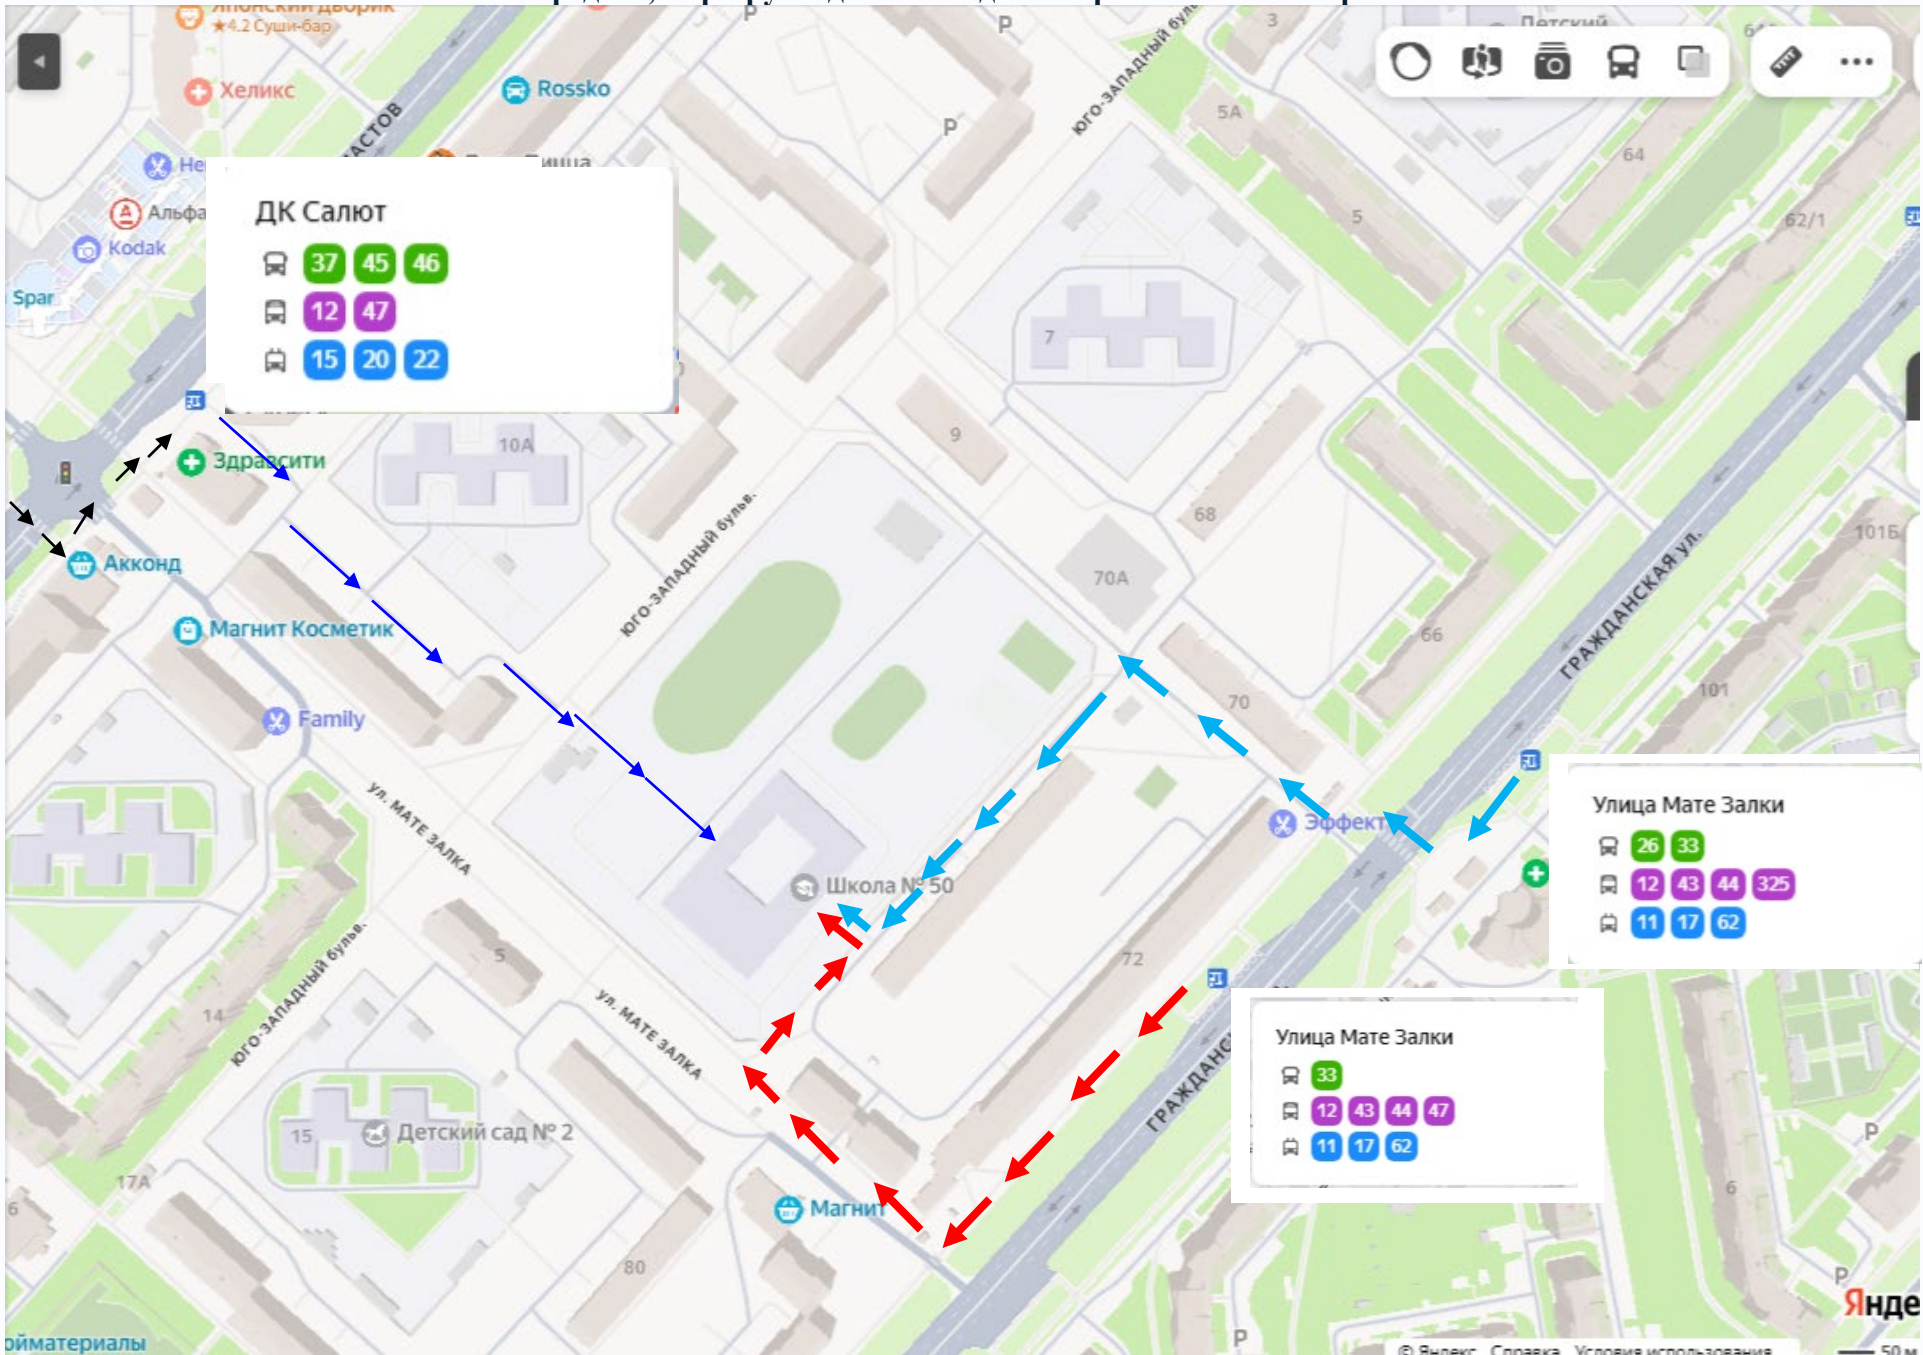 Японский дворик
★4.2 Суши-бар
P
P
3
Детский
ЮГО-ЗАПАДНЫЙ
Хеликс
Rossko
P
5А
64
Альфа
Kodak
Spar
ДК Салют
37 45 46
12 47
15 20 22
5
62/1
7
9
10А
Здравсити
ЮГО-ЗАПАДНЫЙ бульв.
68
70А
101Б
Акконд
ГРАЖДАНСКАЯ ул.
66
Магнит Косметик
101
70
Family
ул. МАТЕ ЗАЛКА
Эффект
Улица Мате Залки
26 33
12 43 44 325
11 17 62
Школа № 50
5
72
14
ЮГО-ЗАПАДНЫЙ бульв.
ул. МАТЕ ЗАЛКА
Улица Мате Залки
33
12 43 44 47
11 17 62
15
Детский сад № 2
P
17А
6
6
Магнит
80
P
P
Янде
ойматериалы
© Яндекс Справка Условия использования
50 м